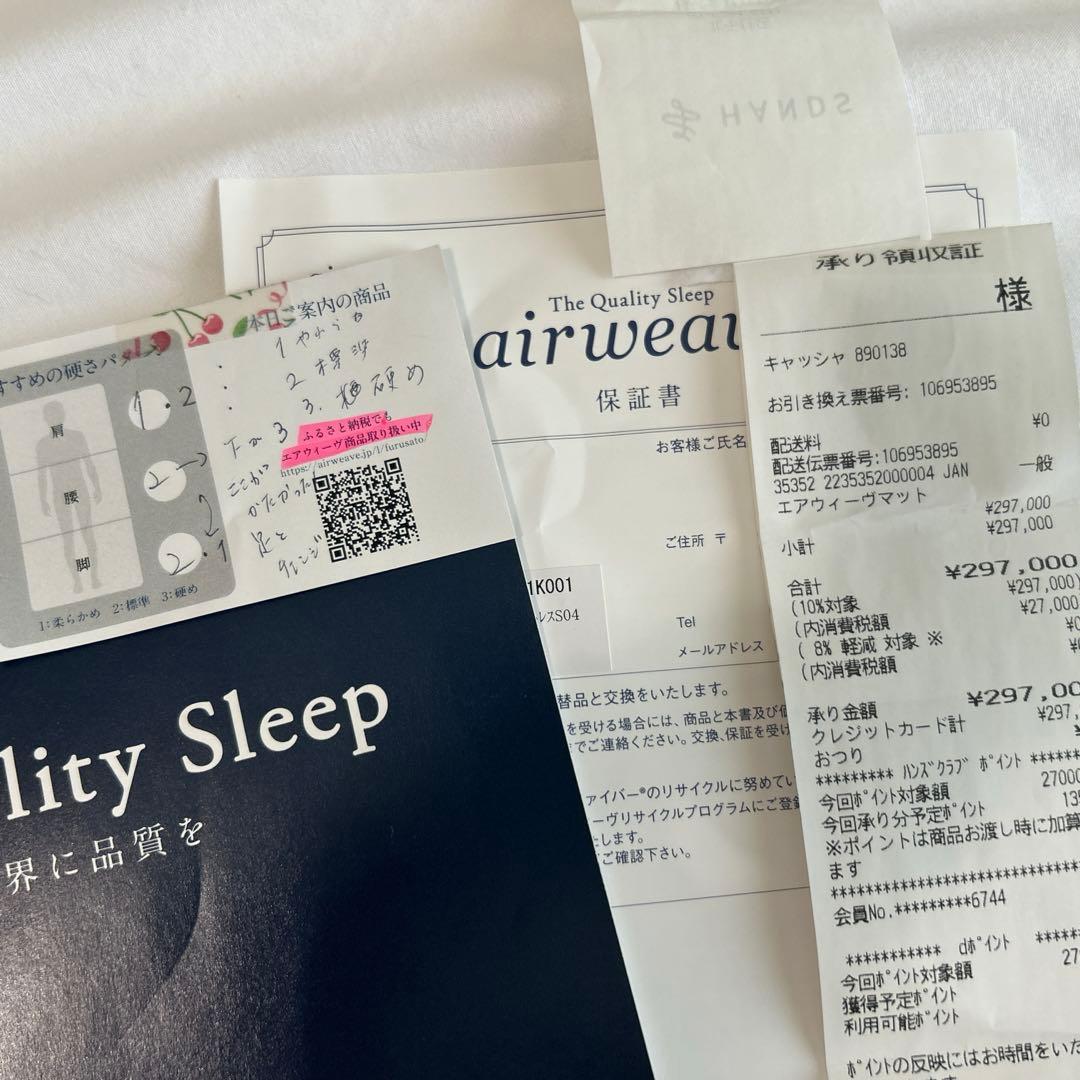 HANDS
The Quality Sleep
airweav
保証書
お客様ご氏名
ご住所 〒
1K001
レスS04
Tel
メールアドレス
替品と交換をいたします。
を受ける場合には、商品と本書及び
でご連絡ください。交換、保証を受け
ァイバー®のリサイクルに努めてい
ーヴリサイクルプログラムにご登録
たします。
ご確認下さい。
すすめの硬さパタ
肩
腰
脚
1:柔らかめ 2:標準 3:硬め
1.2
2
2.1
本日ご案内の商品
2 標準
3.
硬め
3
ここが
かたかった
足と
チェンジ
ふるさと納税でも
エアウィーヴ商品取り扱い中
https://airweave.jp/l/furusato
lity Sleep
界に品質を
承り領収証
様
キャッシャ 890138
お引き換え票番号: 106953895
配送料 ¥0
配送伝票番号:106953895
35352 2235352000004 JAN 一般
エアウィーヴマット
¥297,000
小計 ¥297,000
合計 ¥297,000
(10%対象 ¥297,000)
(内消費税額 ¥27,000
( 8% 軽減 対象 ※
(内消費税額
承り金額 ¥297,00
クレジットカード計 ¥297,
おつり
********* ハンズクラブ ポイント *******
今回ポイント対象額 27000
今回承り分予定ポイント 135
※ポイントは商品お渡し時に加算
ます
会員No.*********6744
*********** dポイント
今回ポイント対象額 27
獲得予定ポイント
利用可能ポイント
ポイントの反映にはお時間をいた